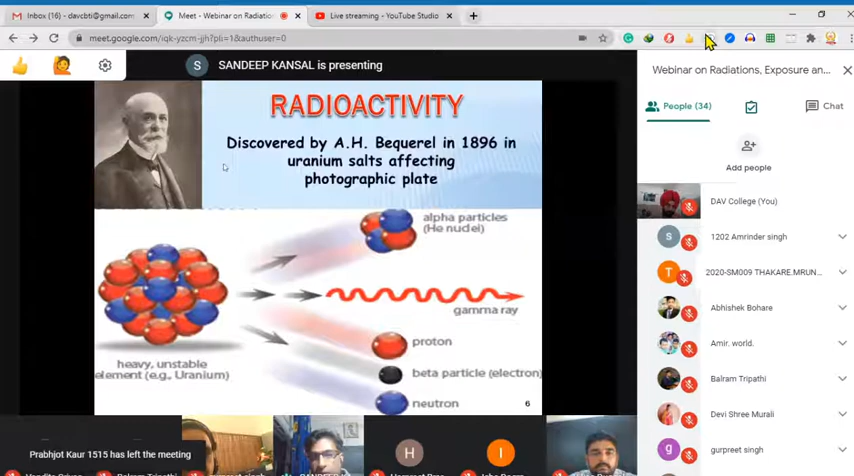 Inbox (10) - davcbti@gmail.com
Meet - Webinar on Radiation
Live streaming - YouTube Studio
meet.google.com/iqk-yzcm-jjh?pli=1&authuser=0
S SANDEEP KANSAL is presenting
Webinar on Radiations, Exposure an...
People (34)
Chat
Add people
RADIOACTIVITY
Discovered by A.H. Bequerel in 1896 in
uranium salts affecting
photographic plate
alpha particles
(He nuclei)
gamma ray
proton
beta particle (electron)
neutron
heavy, unstable
element (e.g., Uranium)
6
DAV College (You)
S 1202 Amrinder singh
T 2020-SM009 THAKARE.MRUN...
Abhishek Bohare
Amir. world.
Balram Tripathi
Devi Shree Murali
g gurpreet singh
Prabhjot Kaur 1515 has left the meeting
H
I